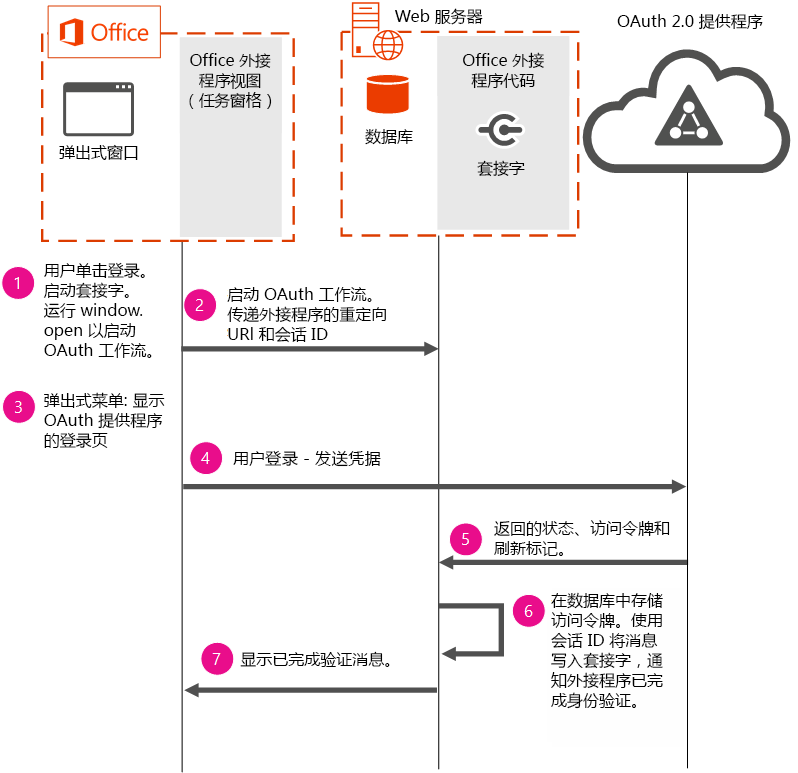 Office
Office 外接
程序视图
（任务窗格）
弹出式窗口
Web 服务器
数据库
Office 外接
程序代码
套接字
OAuth 2.0 提供程序
1
用户单击登录。
启动套接字。
运行 window.
open 以启动
OAuth 工作流。
2
启动 OAuth 工作流。
传递外接程序的重定向
URl 和会话 ID
3
弹出式菜单: 显示
OAuth 提供程序
的登录页
4
用户登录 - 发送凭据
5
返回的状态、访问令牌和
刷新标记。
6
在数据库中存储
访问令牌。使用
会话 ID 将消息
写入套接字，通
知外接程序已完
成身份验证。
7
显示已完成验证消息。